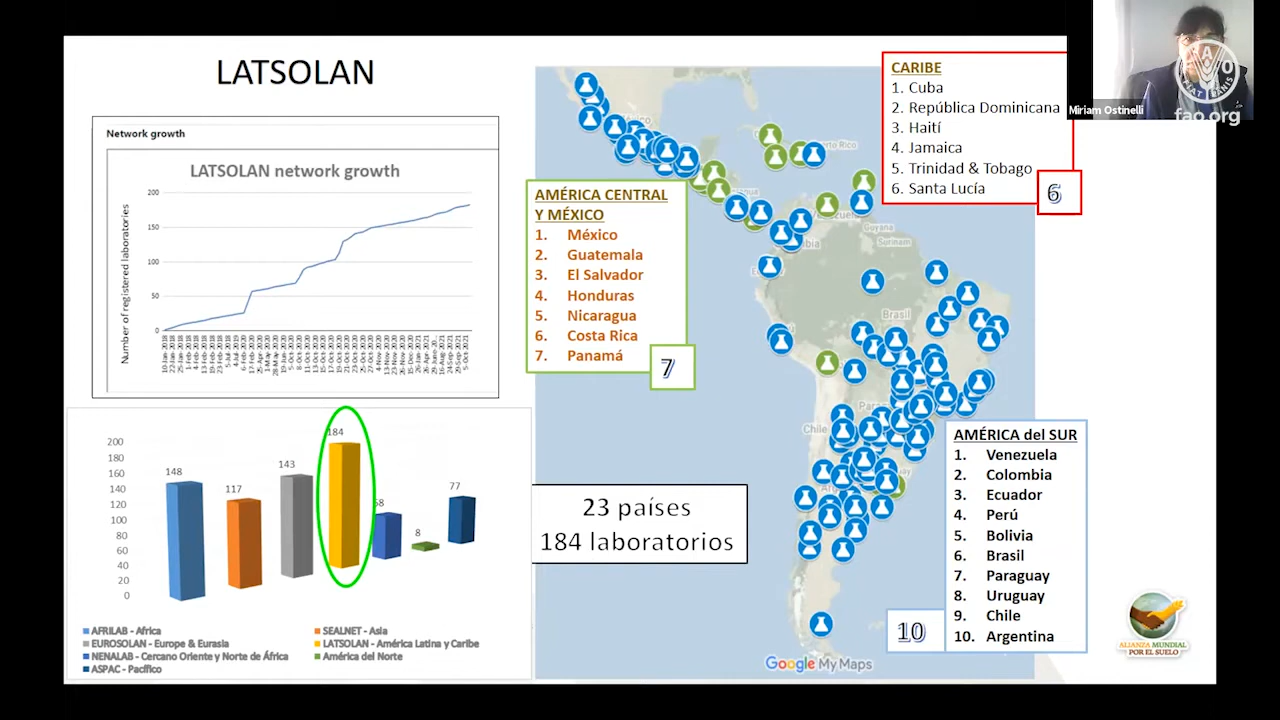 LATSOLAN
Network growth
LATSOLAN network growth
Number of registered laboratories
200
150
100
50
0
200
180
160
140
120
100
80
60
40
20
0
148
117
143
184
58
8
77
AFRILAB - Africa
SEALNET - Asia
EUROSOLAN - Europe & Eurasia
LATSOLAN - América Latina y Caribe
NENALAB - Cercano Oriente y Norte de África
América del Norte
ASPAC - Pacífico
AMÉRICA CENTRAL
Y MÉXICO
1. México
2. Guatemala
3. El Salvador
4. Honduras
5. Nicaragua
6. Costa Rica
7. Panamá
7
23 países
184 laboratorios
CARIBE
1. Cuba
2. República Dominicana
3. Haití
4. Jamaica
5. Trinidad & Tobago
6. Santa Lucía
6
Guyana
Surinam
Brasil
Chile
AMÉRICA del SUR
1. Venezuela
2. Colombia
3. Ecuador
4. Perú
5. Bolivia
6. Brasil
7. Paraguay
8. Uruguay
9. Chile
10. Argentina
10
Google My Maps
ALIANZA MUNDIAL
POR EL SUELO
Miriam Ostinelli
fao.org